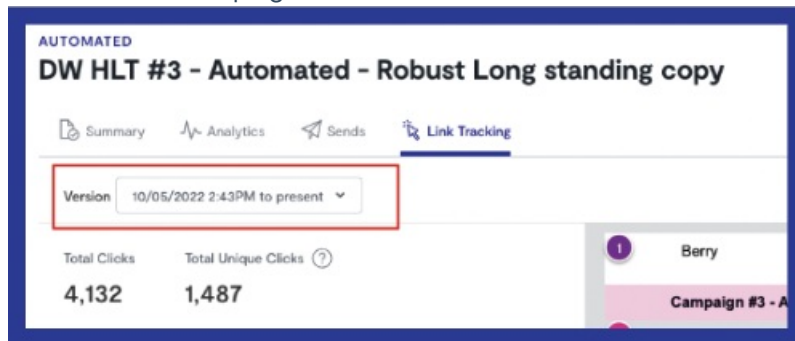 AUTOMATED
DW HLT #3 - Automated - Robust Long standing copy
Summary Analytics Sends Link Tracking
Version 10/05/2022 2:43PM to present
Total Clicks Total Unique Clicks ?
4,132 1,487
1 Berry
Campaign #3 - A